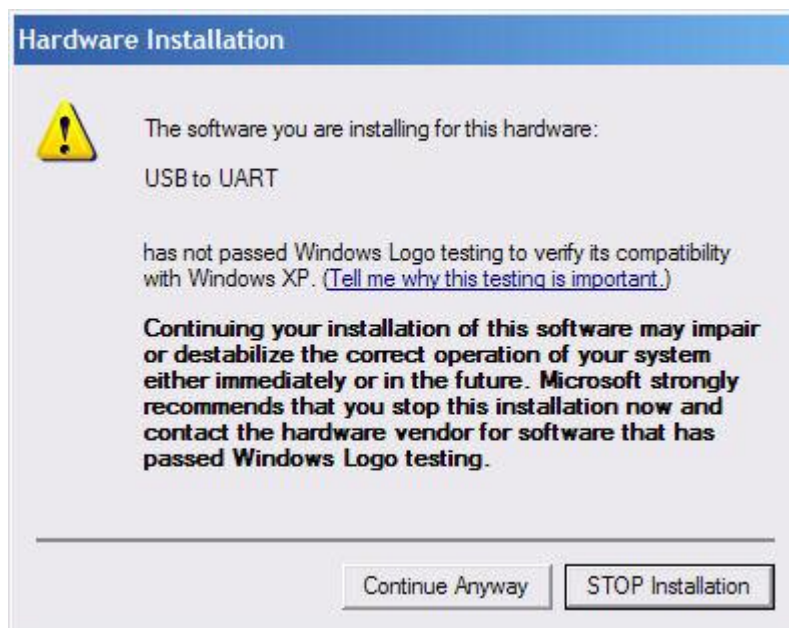 Hardware Installation
The software you are installing for this hardware:
USB to UART
has not passed Windows Logo testing to verify its compatibility
with Windows XP. (Tell me why this testing is important.)
Continuing your installation of this software may impair
or destabilize the correct operation of your system
either immediately or in the future. Microsoft strongly
recommends that you stop this installation now and
contact the hardware vendor for software that has
passed Windows Logo testing.
Continue Anyway
STOP Installation